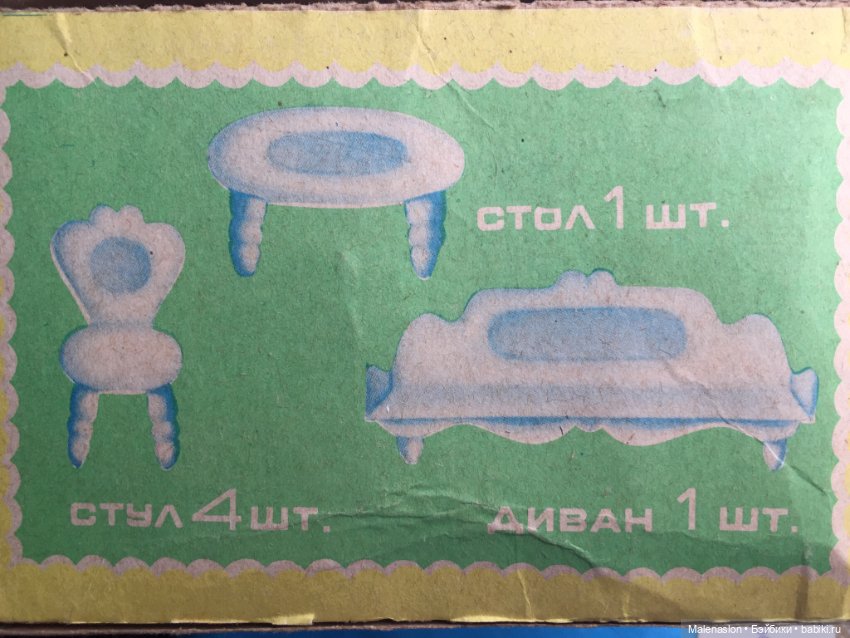 СТОЛ 1 ШТ.
СТУЛ 4 ШТ.
ДИВАН 1 ШТ.
Malenaslon • Бэйбики • babiki.ru